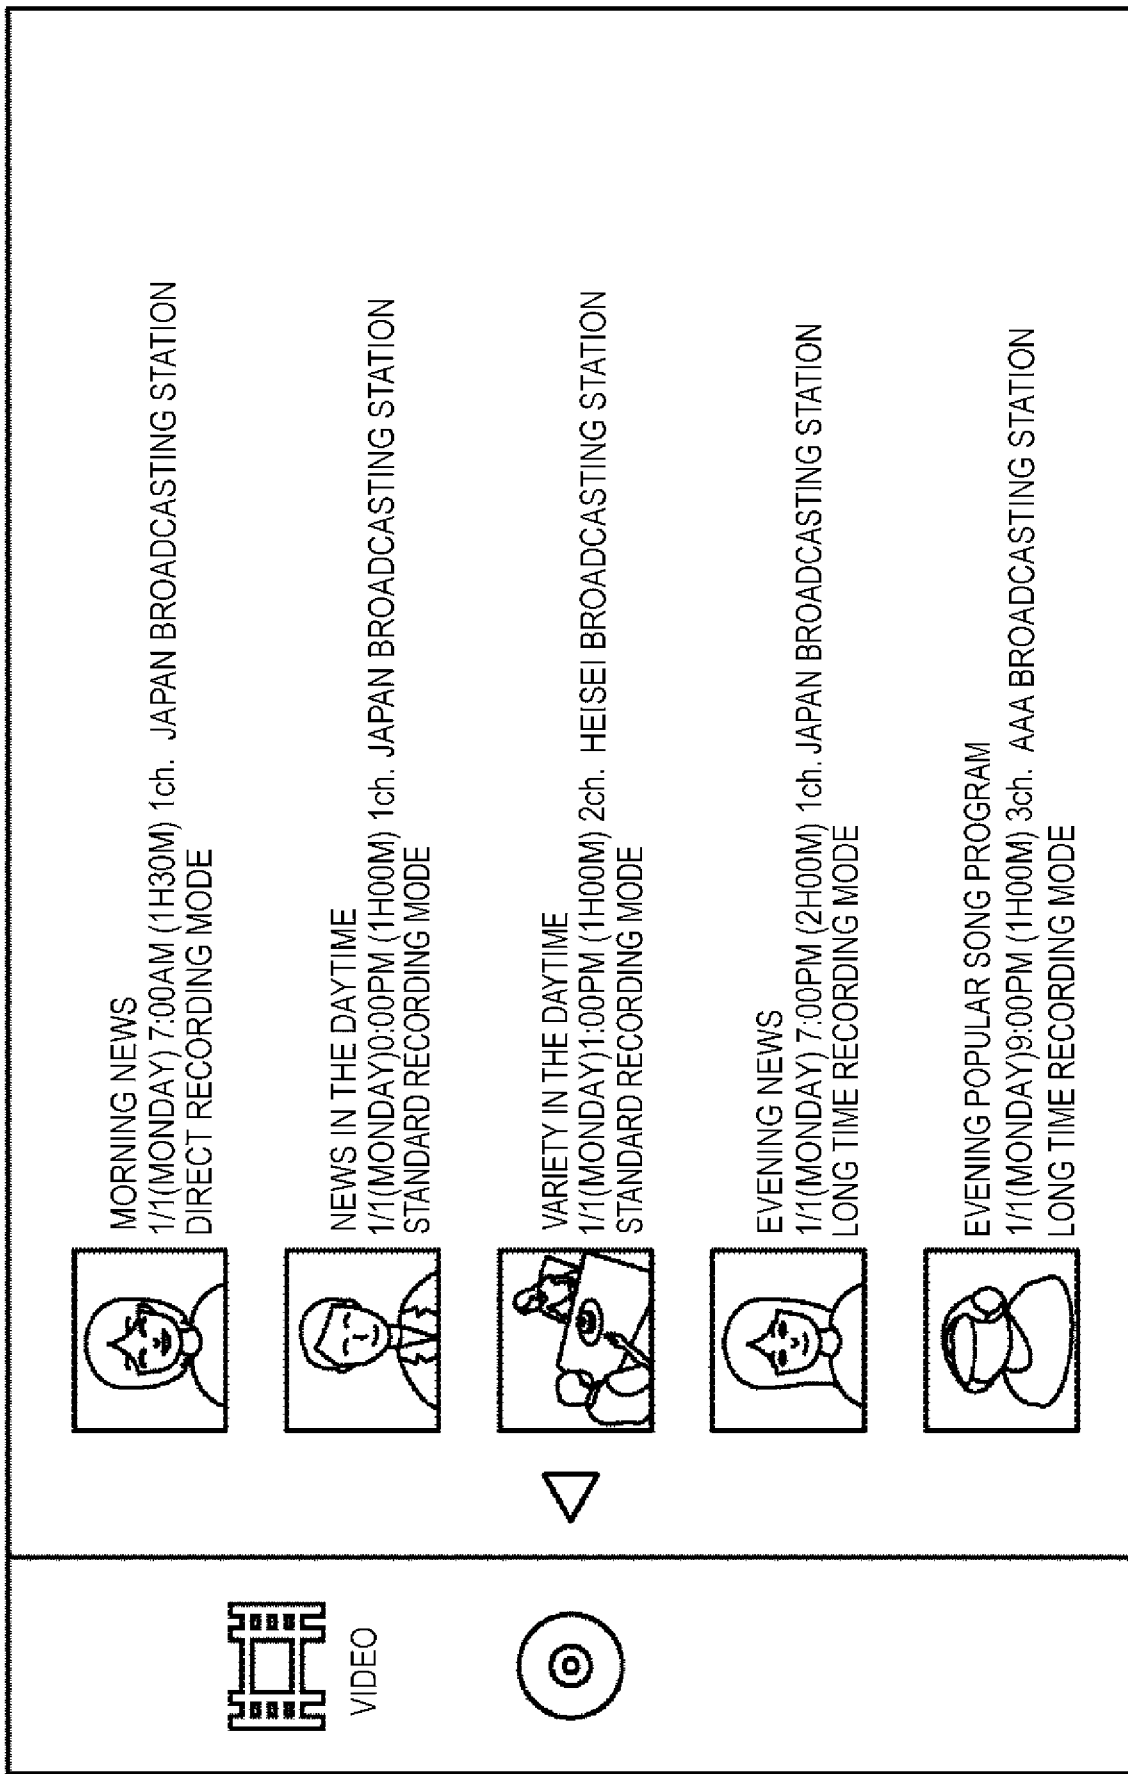 MORNING NEWS
1/1(MONDAY) 7:00AM (1H30M) 1ch. JAPAN BROADCASTING STATION
DIRECT RECORDING MODE
NEWS IN THE DAYTIME
1/1(MONDAY)0:00PM (1H00M) 1ch. JAPAN BROADCASTING STATION
STANDARD RECORDING MODE
VARIETY IN THE DAYTIME
1/1(MONDAY)1:00PM (1H00M) 2ch. HEISEI BROADCASTING STATION
STANDARD RECORDING MODE
EVENING NEWS
1/1(MONDAY) 7:00PM (2H00M) 1ch. JAPAN BROADCASTING STATION
LONG TIME RECORDING MODE
EVENING POPULAR SONG PROGRAM
1/1(MONDAY)9:00PM (1H00M) 3ch. AAA BROADCASTING STATION
LONG TIME RECORDING MODE
VIDEO